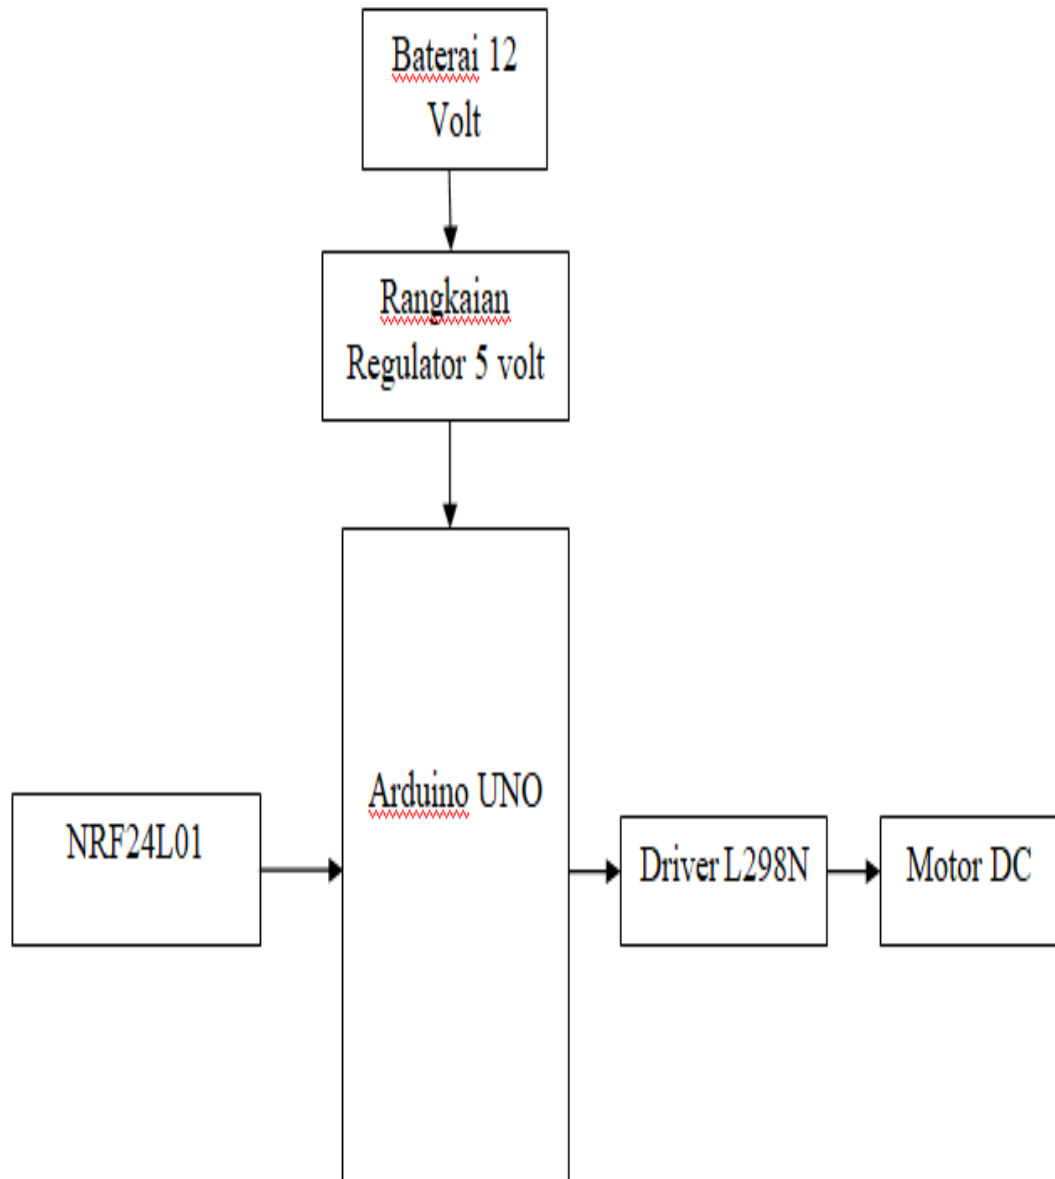 Baterai 12
Volt
Rangkaian
Regulator 5 volt
Arduino UNO
NRF24L01
Driver L298N
Motor DC